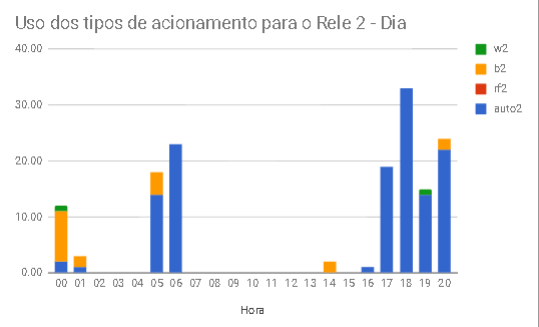 Uso dos tipos de acionamento para o Rele 2 - Dia
40.00
30.00
20.00
10.00
0.00
00 01 02 03 04 05 06 07 08 09 10 11 12 13 14 15 16 17 18 19 20
Hora
w2
b2
rf2
auto2